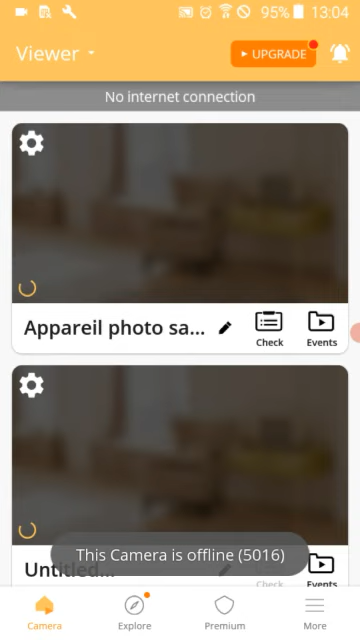 95% 13:04
Viewer
UPGRADE
No internet connection
Appareil photo sa...
Check
Events
This Camera is offline (5016)
Untitled...
Check
Events
Camera
Explore
Premium
More